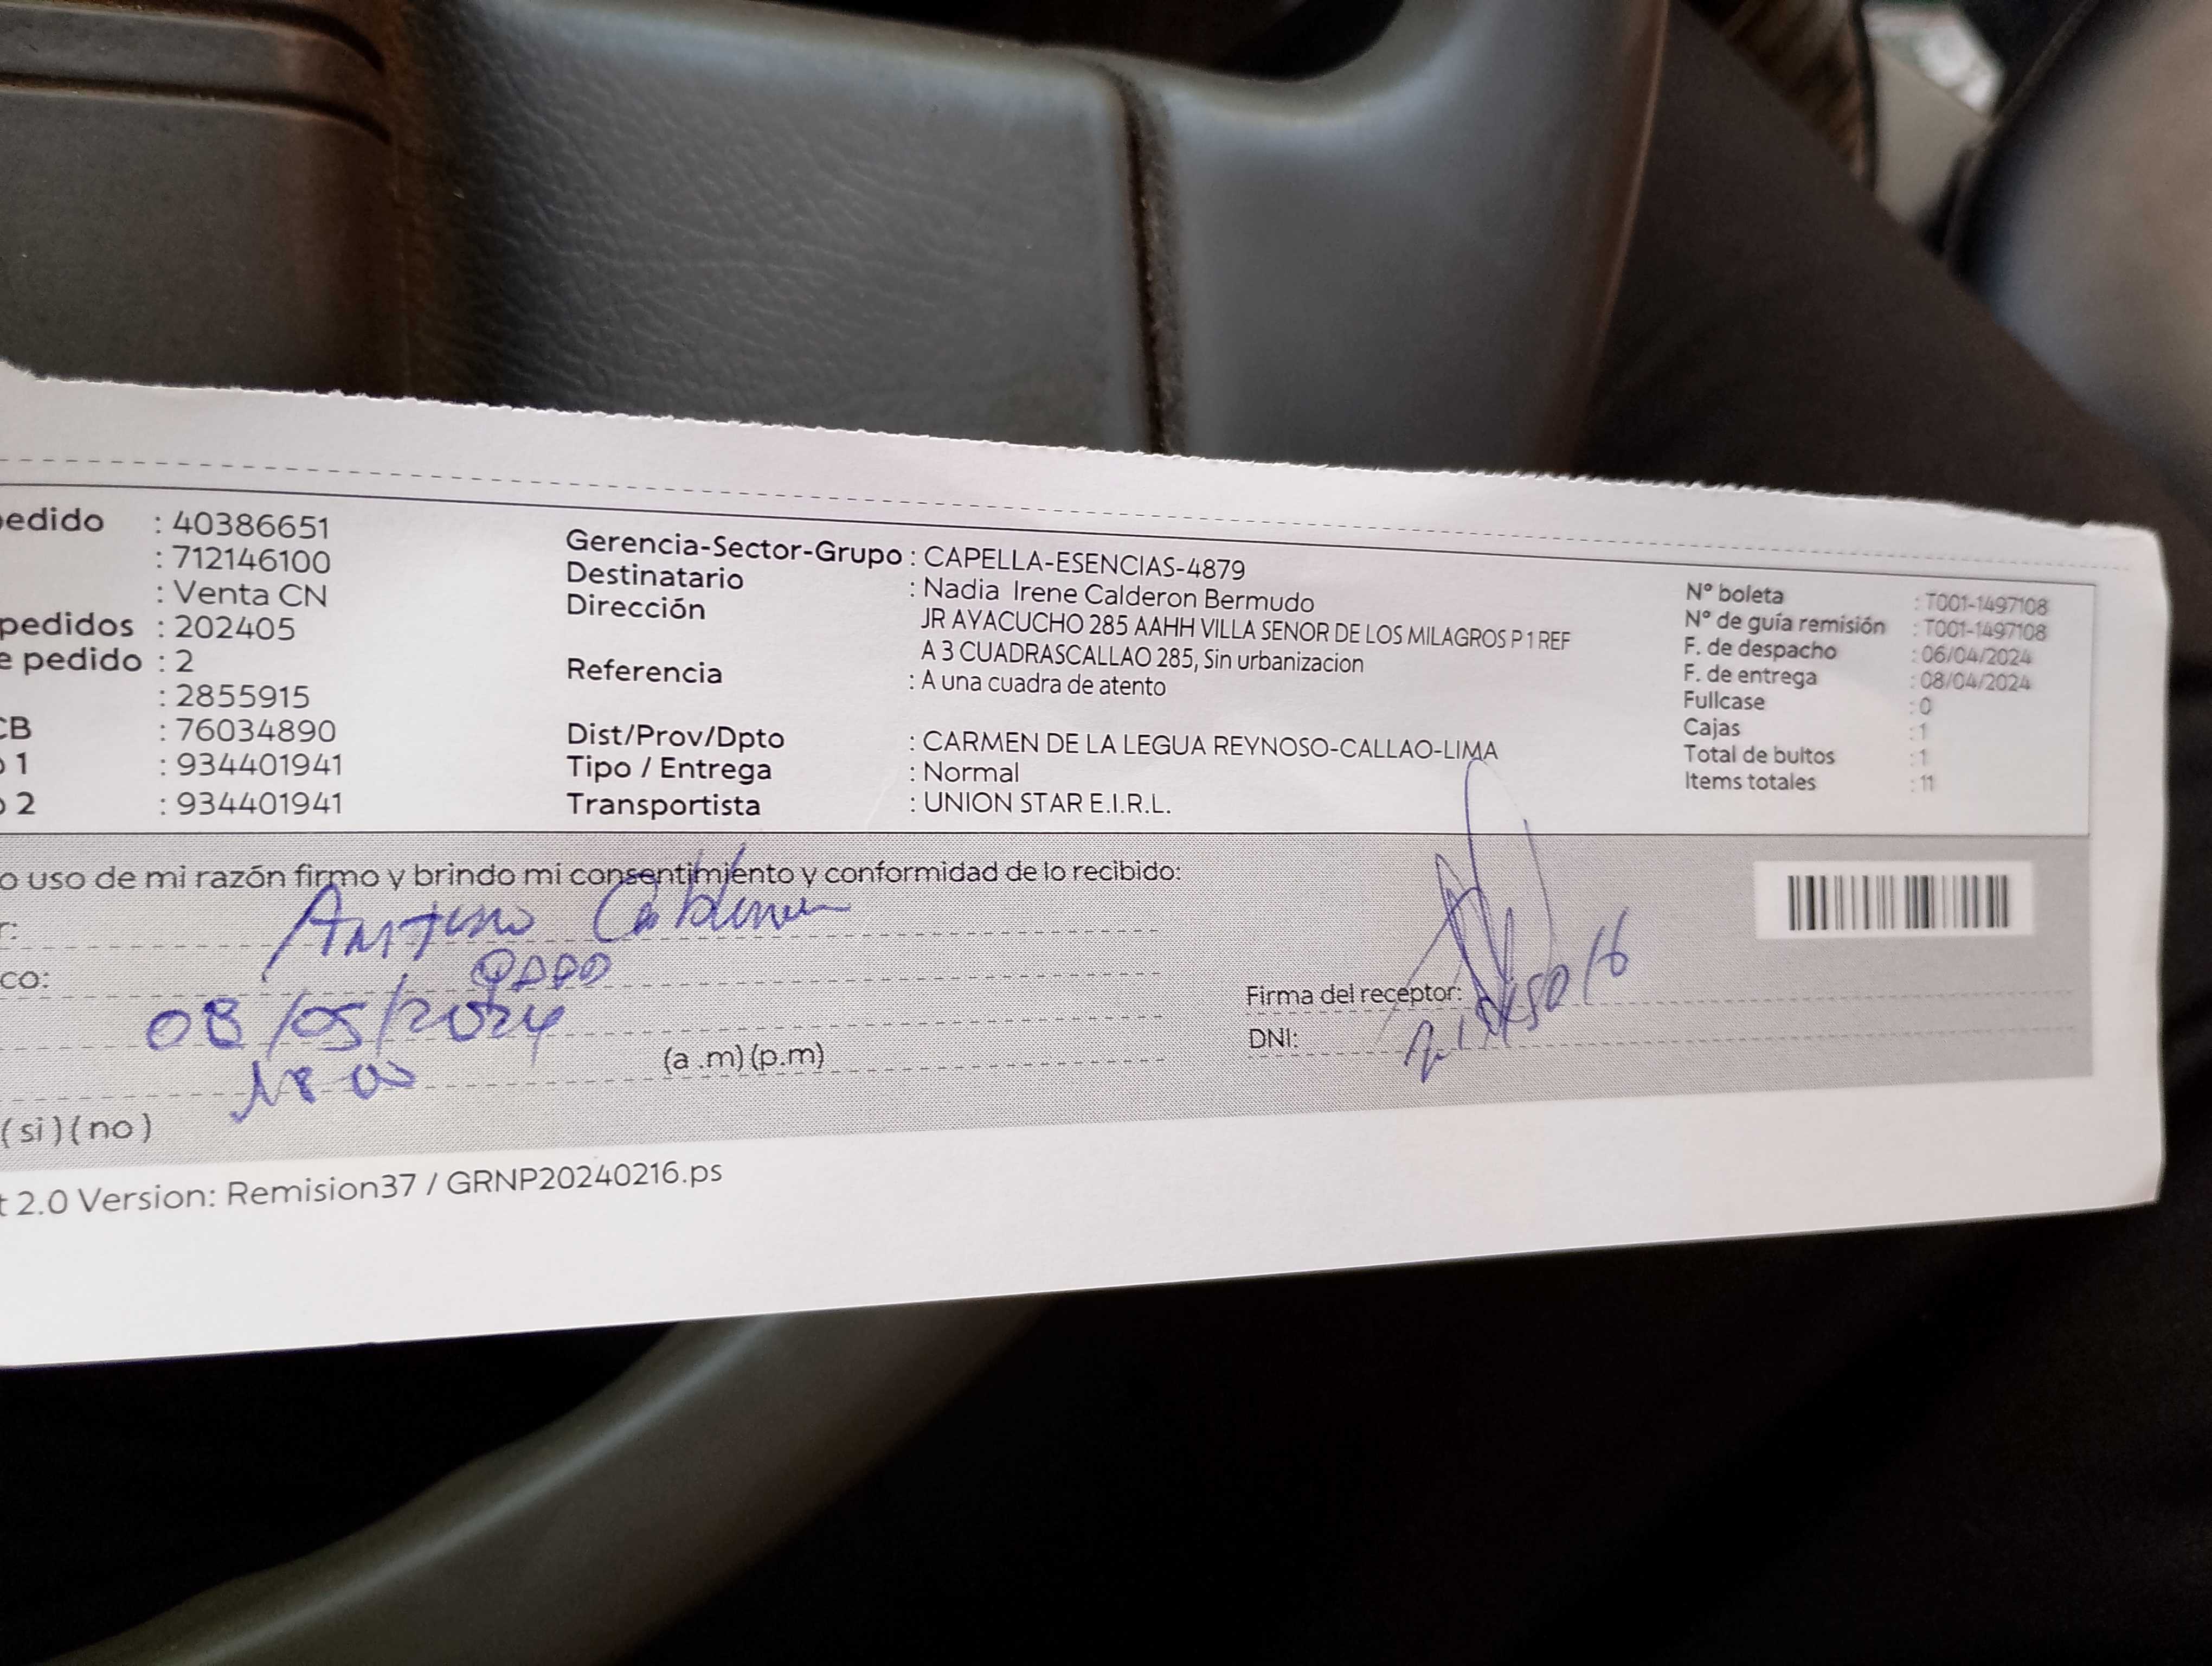 edido : 40386651
: 712146100
: Venta CN
pedidos : 202405
e pedido : 2
: 2855915
CB : 76034890
o 1 : 934401941
o 2 : 934401941
Gerencia-Sector-Grupo : CAPELLA-ESENCIAS-4879
Destinatario : Nadia Irene Calderon Bermudo
Dirección JR AYACUCHO 285 AAHH VILLA SENOR DE LOS MILAGROS P 1 REF
A 3 CUADRASCALLAO 285, Sin urbanizacion
Referencia : A una cuadra de atento
Dist/Prov/Dpto : CARMEN DE LA LEGUA REYNOSO-CALLAO-LIMA
Tipo / Entrega : Normal
Transportista : UNION STAR E.I.R.L.
Nº boleta : T001-1497108
Nº de guía remisión : T001-1497108
F. de despacho : 06/04/2024
F. de entrega : 08/04/2024
Fullcase : 0
Cajas : 1
Total de bultos : 1
Items totales : 11
o uso de mi razón firmo y brindo mi consentimiento y conformidad de lo recibido:
r:
co:
08/05/2024
18 00 (a .m) (p.m)
(si) (no)
Firma del receptor:
DNI:
t 2.0 Version: Remision37 / GRNP20240216.ps